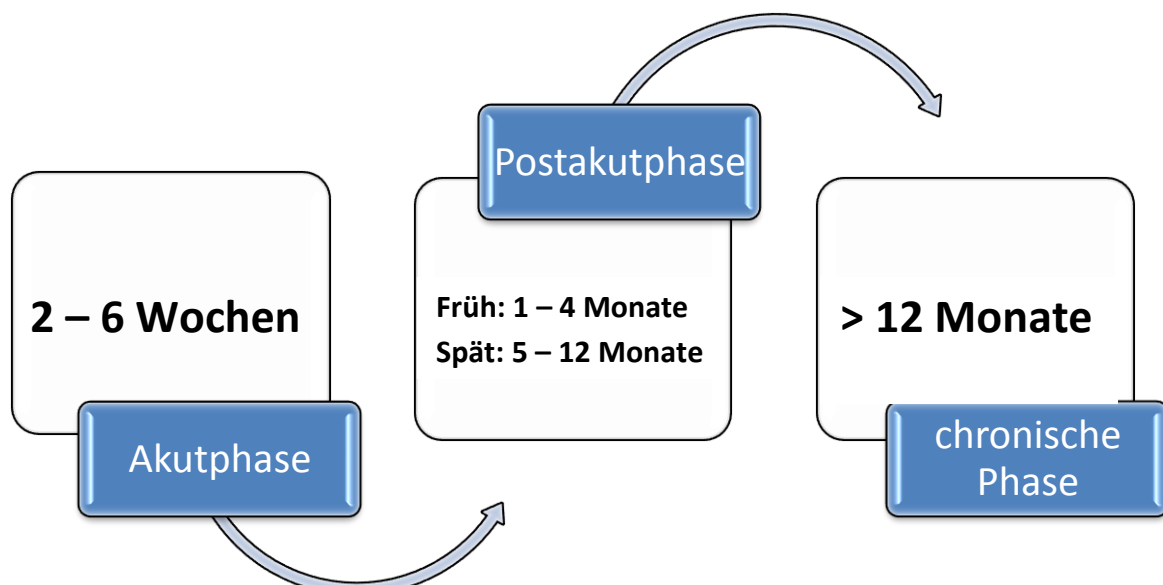 2 – 6 Wochen
Akutphase
Postakutphase
Früh: 1 – 4 Monate
Spät: 5 – 12 Monate
> 12 Monate
chronische
Phase